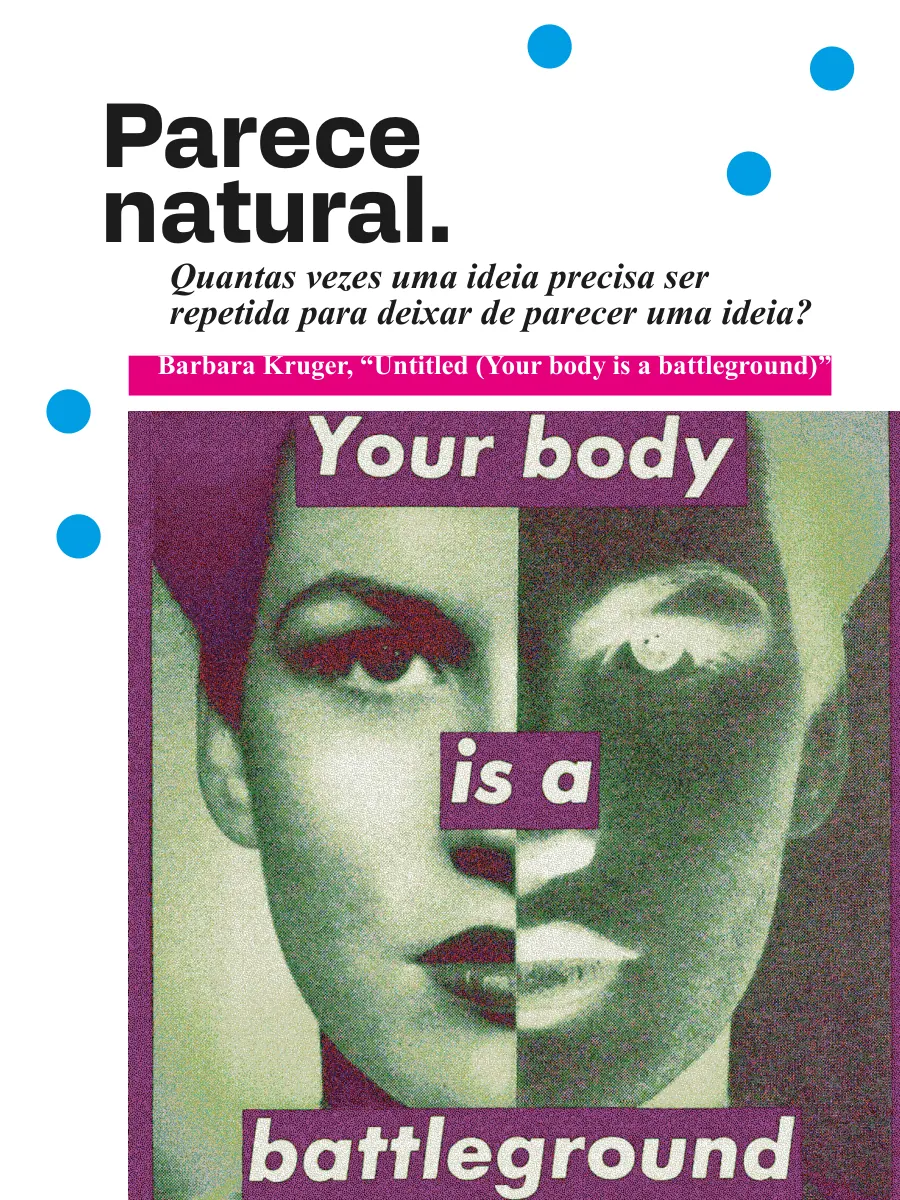 Parece
natural.
Quantas vezes uma ideia precisa ser
repetida para deixar de parecer uma ideia?
Barbara Kruger, “Untitled (Your body is a battleground)”
Your body
is a
battleground